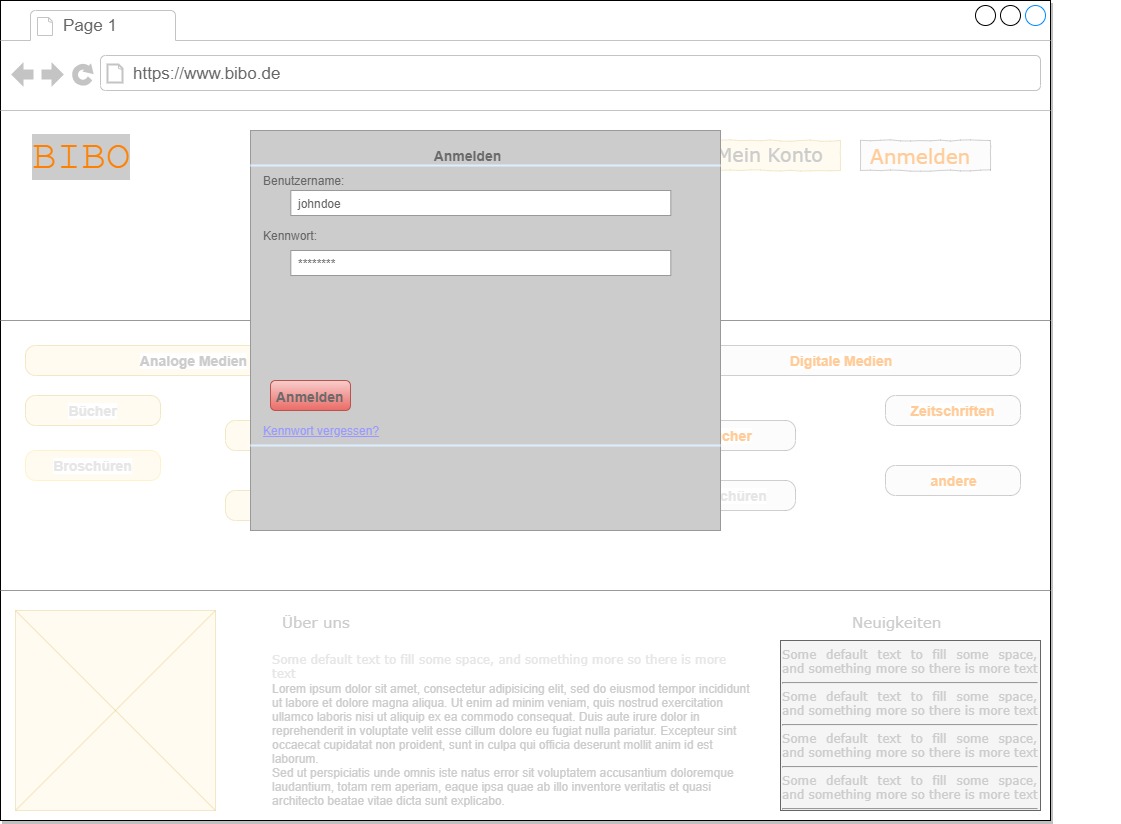 Page 1
https://www.bibo.de
BIBO
Mein Konto
Anmelden
Anmelden
Benutzername:
johndoe
Kennwort:
********
Anmelden
Kennwort vergessen?
Analoge Medien
Digitale Medien
Bücher
Zeitschriften
cher
Broschüren
andere
chüren
Über uns
Some default text to fill some space, and something more so there is more
text
Lorem ipsum dolor sit amet, consectetur adipisicing elit, sed do eiusmod tempor incididunt
ut labore et dolore magna aliqua. Ut enim ad minim veniam, quis nostrud exercitation
ullamco laboris nisi ut aliquip ex ea commodo consequat. Duis aute irure dolor in
reprehenderit in voluptate velit esse cillum dolore eu fugiat nulla pariatur. Excepteur sint
occaecat cupidatat non proident, sunt in culpa qui officia deserunt mollit anim id est
laborum.
Sed ut perspiciatis unde omnis iste natus error sit voluptatem accusantium doloremque
laudantium, totam rem aperiam, eaque ipsa quae ab illo inventore veritatis et quasi
architecto beatae vitae dicta sunt explicabo.
Neuigkeiten
Some default text to fill some space,
and something more so there is more text
Some default text to fill some space,
and something more so there is more text
Some default text to fill some space,
and something more so there is more text
Some default text to fill some space,
and something more so there is more text